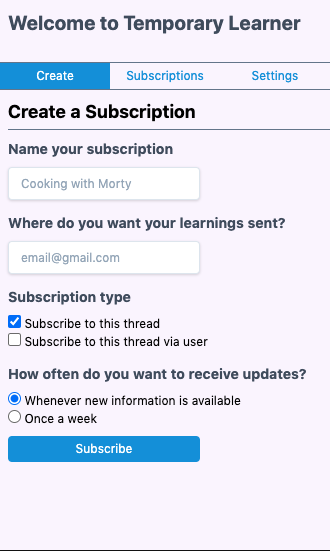 Welcome to Temporary Learner
Create Subscriptions Settings
Create a Subscription
Name your subscription
Cooking with Morty
Where do you want your learnings sent?
email@gmail.com
Subscription type
Subscribe to this thread
Subscribe to this thread via user
How often do you want to receive updates?
Whenever new information is available
Once a week
Subscribe